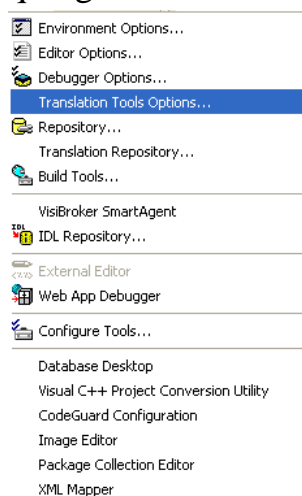 Environment Options...
Editor Options...
Debugger Options...
Translation Tools Options...
Repository...
Translation Repository...
Build Tools...
VisiBroker SmartAgent
IDL Repository...
External Editor
Web App Debugger
Configure Tools...
Database Desktop
Visual C++ Project Conversion Utility
CodeGuard Configuration
Image Editor
Package Collection Editor
XML Mapper